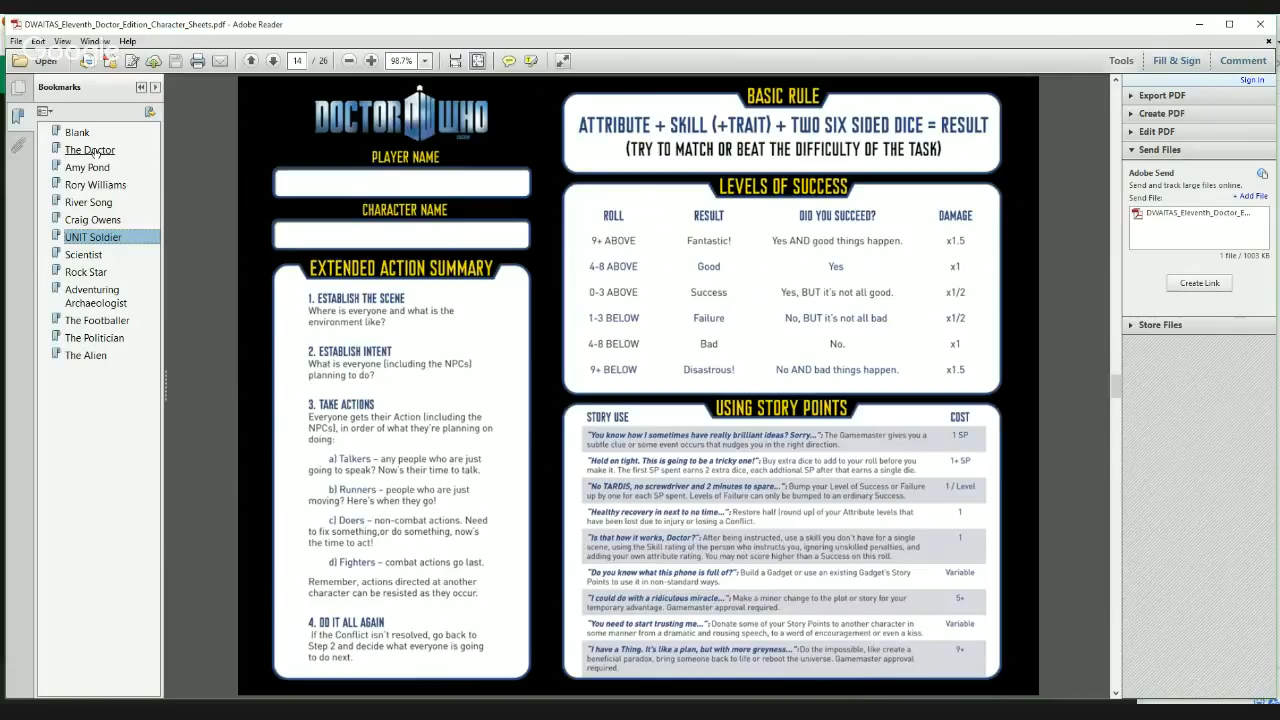 DWAITAS_Eleventh_Doctor_Edition_Character_Sheets.pdf - Adobe Reader
File Edit View Window Help
Google
Open
14 / 26
98.7%
Tools
Fill & Sign
Comment
Bookmarks
Blank
The Doctor
Amy Pond
Rory Williams
River Song
Craig Owens
UNIT Soldier
Scientist
Rock Star
Adventuring
Archaeologist
The Footballer
The Politician
The Alien
DOCTOR WHO
PLAYER NAME
CHARACTER NAME
EXTENDED ACTION SUMMARY
1. ESTABLISH THE SCENE
Where is everyone and what is the
environment like?
2. ESTABLISH INTENT
What is everyone (including the NPCs)
planning to do?
3. TAKE ACTIONS
Everyone gets their Action (including the
NPCs), in order of what they're planning on
doing:
a) Talkers – any people who are just
going to speak? Now's their time to talk.
b) Runners – people who are just
moving? Here's when they go!
c) Doers – non-combat actions. Need
to fix something,or do something, now's
the time to act!
d) Fighters – combat actions go last.
Remember, actions directed at another
character can be resisted as they occur.
4. DO IT ALL AGAIN
If the Conflict isn't resolved, go back to
Step 2 and decide what everyone is going
to do next.
BASIC RULE
ATTRIBUTE + SKILL (+TRAIT) + TWO SIX SIDED DICE = RESULT
(TRY TO MATCH OR BEAT THE DIFFICULTY OF THE TASK)
LEVELS OF SUCCESS
ROLL RESULT DID YOU SUCCEED? DAMAGE
9+ ABOVE Fantastic! Yes AND good things happen. x1.5
4-8 ABOVE Good Yes x1
0-3 ABOVE Success Yes, BUT it's not all good. x1/2
1-3 BELOW Failure No, BUT it's not all bad x1/2
4-8 BELOW Bad No. x1
9+ BELOW Disastrous! No AND bad things happen. x1.5
USING STORY POINTS
STORY USE COST
"You know how I sometimes have really brilliant ideas? Sorry...": The Gamemaster gives you a 1 SP
subtle clue or some event occurs that nudges you in the right direction.
"Hold on tight. This is going to be a tricky one!": Buy extra dice to add to your roll before you 1+ SP
make it. The first SP spent earns 2 extra dice, each addtional SP after that earns a single die.
"No TARDIS, no screwdriver and 2 minutes to spare...": Bump your Level of Success or Failure 1 / Level
up by one for each SP spent. Levels of Failure can only be bumped to an ordinary Success.
"Healthy recovery in next to no time...": Restore half (round up) of your Attribute levels that 1
have been lost due to injury or losing a Conflict.
"Is that how it works, Doctor?": After being instructed, use a skill you don't have for a single 1
scene, using the Skill rating of the person who instructs you, ignoring unskilled penalties, and
adding your own attribute rating. You may not score higher than a Success on this roll.
"Do you know what this phone is full of?": Build a Gadget or use an existing Gadget's Story Variable
Points to use it in non-standard ways.
"I could do with a ridiculous miracle...": Make a minor change to the plot or story for your 5+
temporary advantage. Gamemaster approval required.
"You need to start trusting me...": Donate some of your Story Points to another character in Variable
some manner from a dramatic and rousing speech, to a word of encouragement or even a kiss.
"I have a Thing. It's like a plan, but with more greyness...": Do the impossible, like create a 9+
beneficial paradox, bring someone back to life or reboot the universe. Gamemaster approval
required.
Sign In
Export PDF
Create PDF
Edit PDF
Send Files
Adobe Send
Send and track large files online.
Send File: + Add File
DWAITAS_Eleventh_Doctor_E...
1 file / 1003 KB
Create Link
Store Files